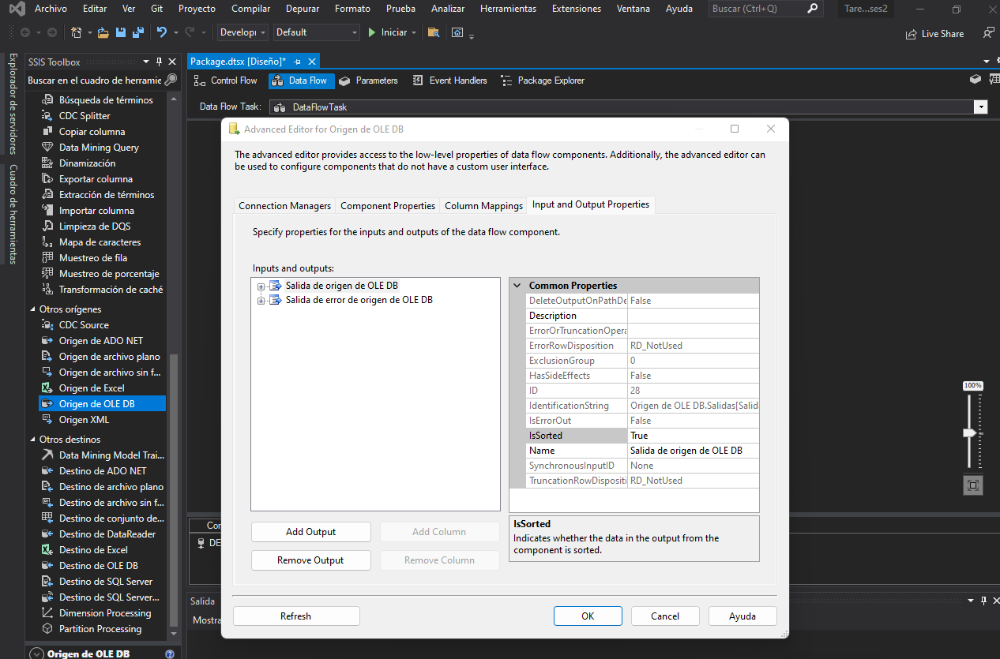 Archivo Editar Ver Git Proyecto Compilar Depurar Formato Prueba Analizar Herramientas Extensiones Ventana Ayuda Buscar (Ctrl+Q) Tare...ses2
Developı Default Iniciar Live Share
Explorador de servidores
Cuadro de herramientas
SSIS Toolbox
Buscar en el cuadro de herramie
Búsqueda de términos
CDC Splitter
Copiar columna
Data Mining Query
Dinamización
Exportar columna
Extracción de términos
Importar columna
Limpieza de DQS
Mapa de caracteres
Muestreo de fila
Muestreo de porcentaje
Transformación de caché
Otros orígenes
CDC Source
Origen de ADO NET
Origen de archivo plano
Origen de archivo sin f...
Origen de Excel
Origen de OLE DB
Origen XML
Otros destinos
Data Mining Model Trai...
Destino de ADO NET
Destino de archivo plano
Destino de archivo sin f...
Destino de conjunto de...
Destino de DataReader
Destino de Excel
Destino de OLE DB
Destino de SQL Server
Destino de SQL Server...
Dimension Processing
Partition Processing
Origen de OLE DB
Package.dtsx [Diseño]*
Control Flow Data Flow Parameters Event Handlers Package Explorer
Data Flow Task: DataFlowTask
Advanced Editor for Origen de OLE DB
The advanced editor provides access to the low-level properties of data flow components. Additionally, the advanced editor can
be used to configure components that do not have a custom user interface.
Connection Managers Component Properties Column Mappings Input and Output Properties
Specify properties for the inputs and outputs of the data flow component.
Inputs and outputs:
Salida de origen de OLE DB
Salida de error de origen de OLE DB
Common Properties
DeleteOutputOnPathDe False
Description
ErrorOrTruncationOpera
ErrorRowDisposition RD_NotUsed
ExclusionGroup 0
HasSideEffects False
ID 28
IdentificationString Origen de OLE DB.Salidas[Salid
IsErrorOut False
IsSorted True
Name Salida de origen de OLE DB
SynchronousInputID None
TruncationRowDispositi RD_NotUsed
IsSorted
Indicates whether the data in the output from the
component is sorted.
Add Output Add Column
Remove Output Remove Column
Refresh OK Cancel Ayuda
100%
Cor
DE
Salida
Mostra